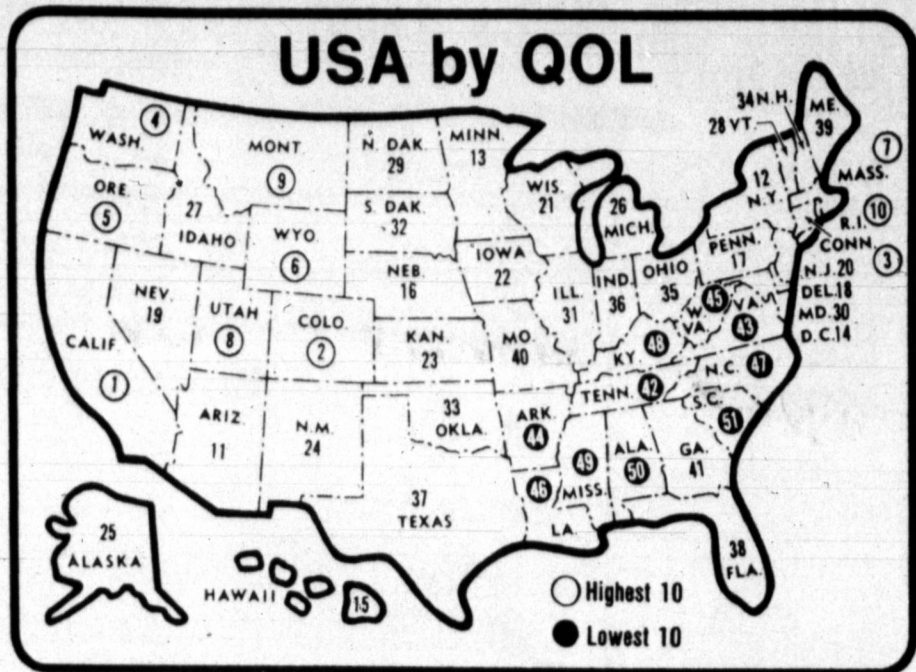 USA by QOL
WASH. 4
ORE. 5
CALIF. 1
NEV. 19
27 IDAHO
MONT. 9
WYO. 6
UTAH 8
COLO. 2
ARIZ. 11
N.M. 24
N. DAK. 29
S. DAK. 32
NEB. 16
KAN. 23
33 OKLA.
37 TEXAS
MINN. 13
IOWA 22
MO. 40
ARK. 44
46 LA.
WIS. 21
ILL. 31
26 MICH.
IND. 36
OHIO 35
KY. 48
TENN. 42
49 MISS.
ALA. 50
GA. 41
38 FLA.
S.C. 51
N.C. 47
VA. 43
W. VA. 45
PENN. 17
12 N.Y.
28 VT.
34 N.H.
ME. 39
7 MASS.
R.I. 10
CONN. 3
N.J. 20
DEL. 18
MD. 30
D.C. 14
25 ALASKA
HAWAII 15
Highest 10
Lowest 10